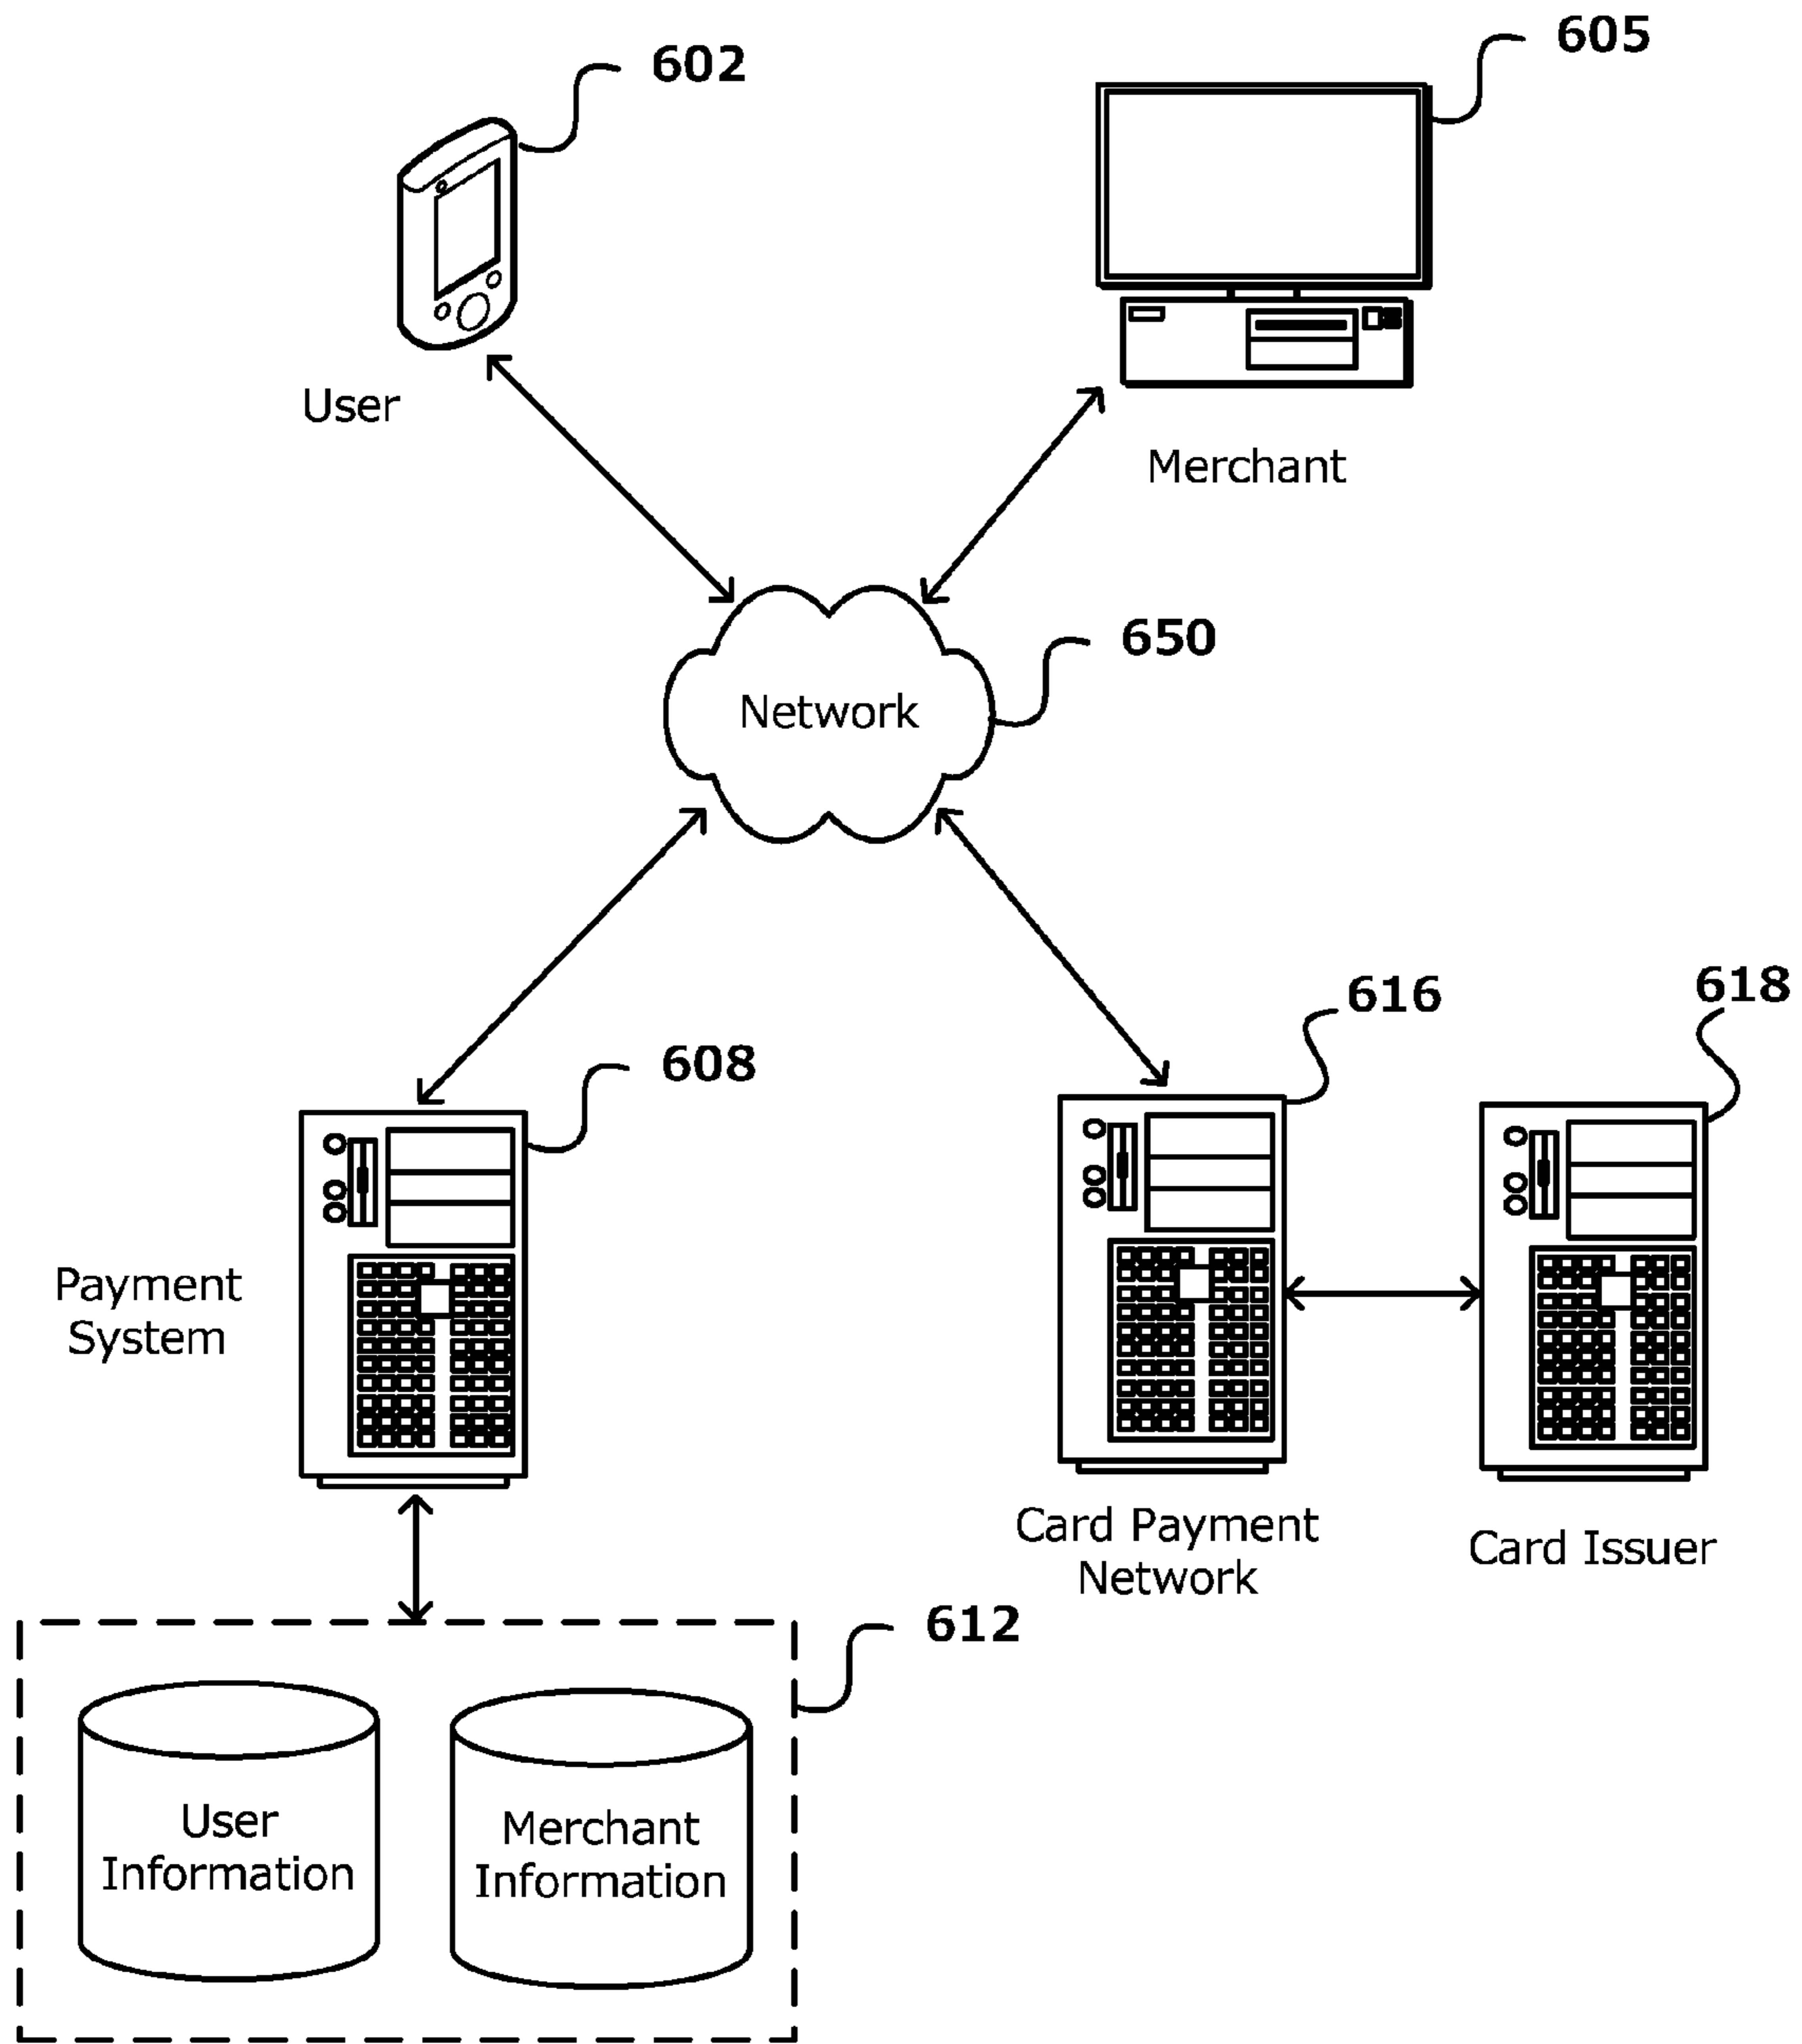 602
605
User
Merchant
650
Network
616
618
608
Payment
System
Card Payment
Network
Card Issuer
612
User
Information
Merchant
Information